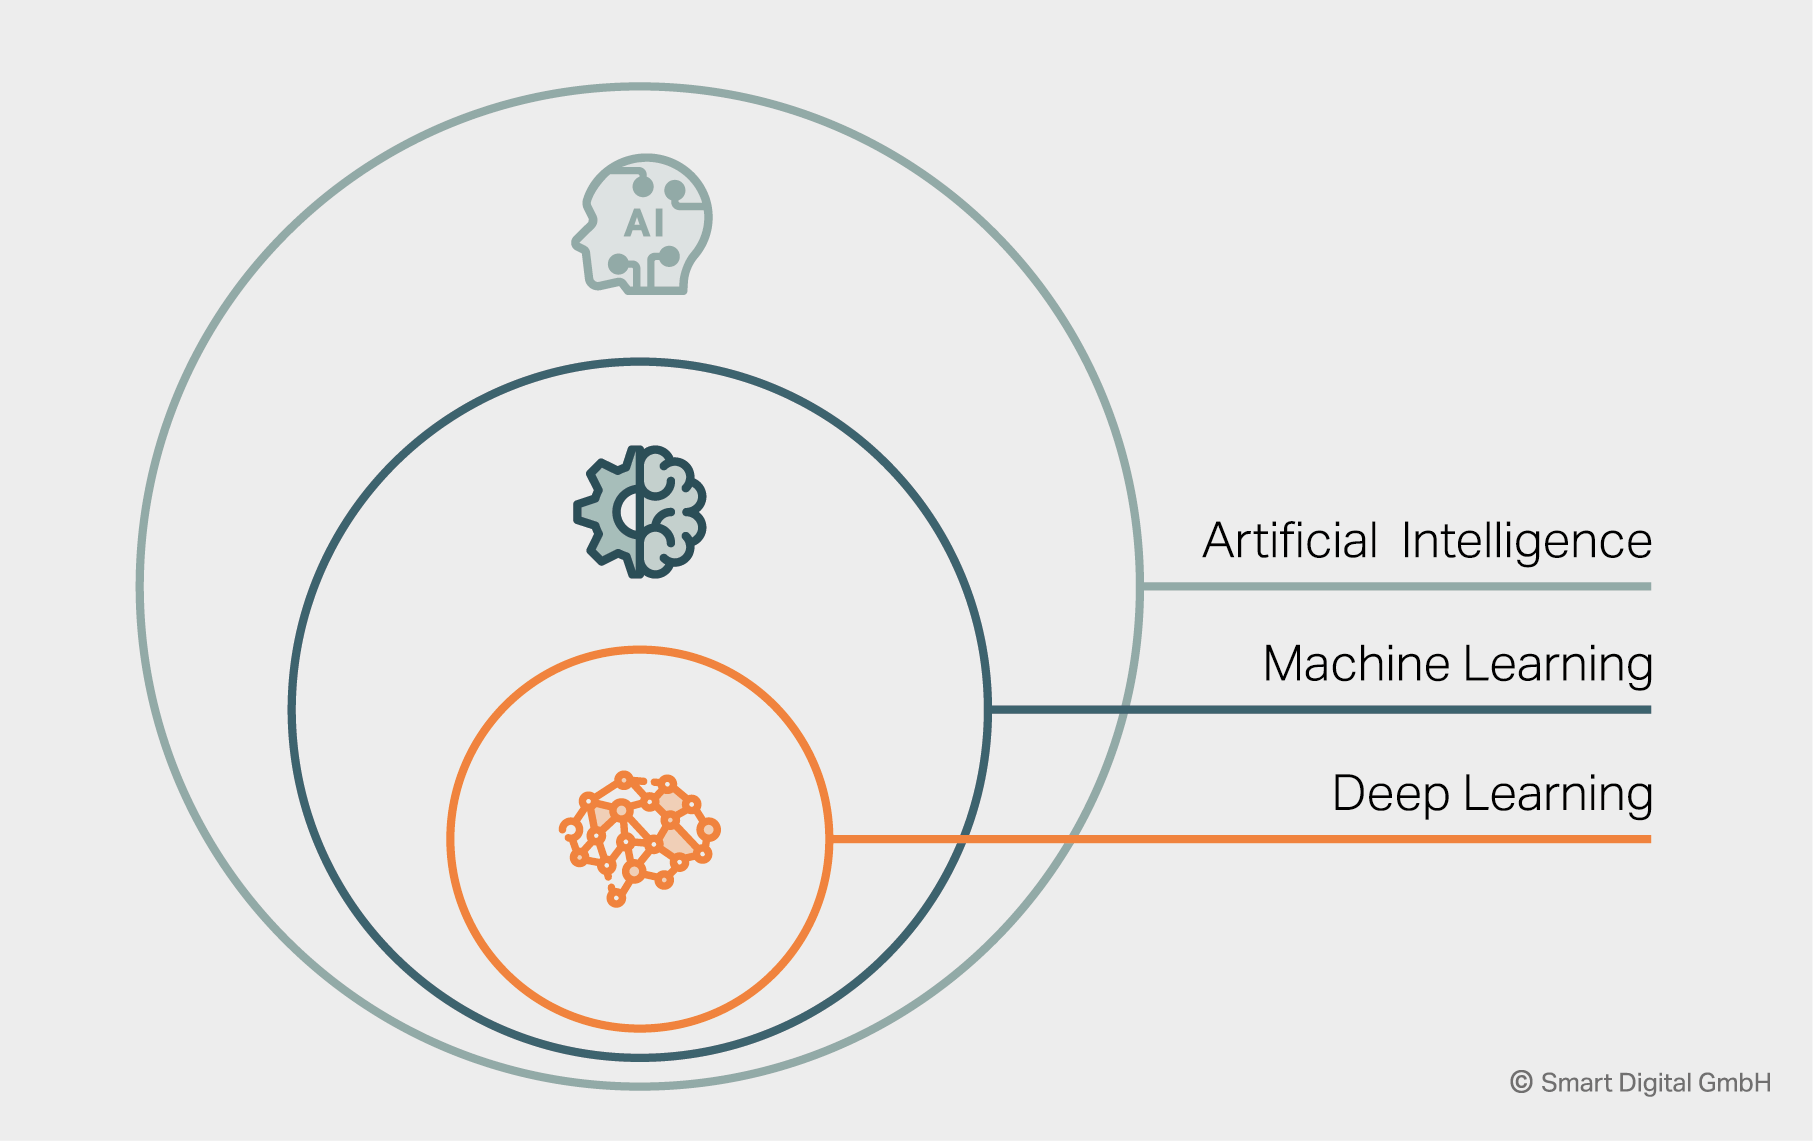 AI
Artificial Intelligence
Machine Learning
Deep Learning
© Smart Digital GmbH